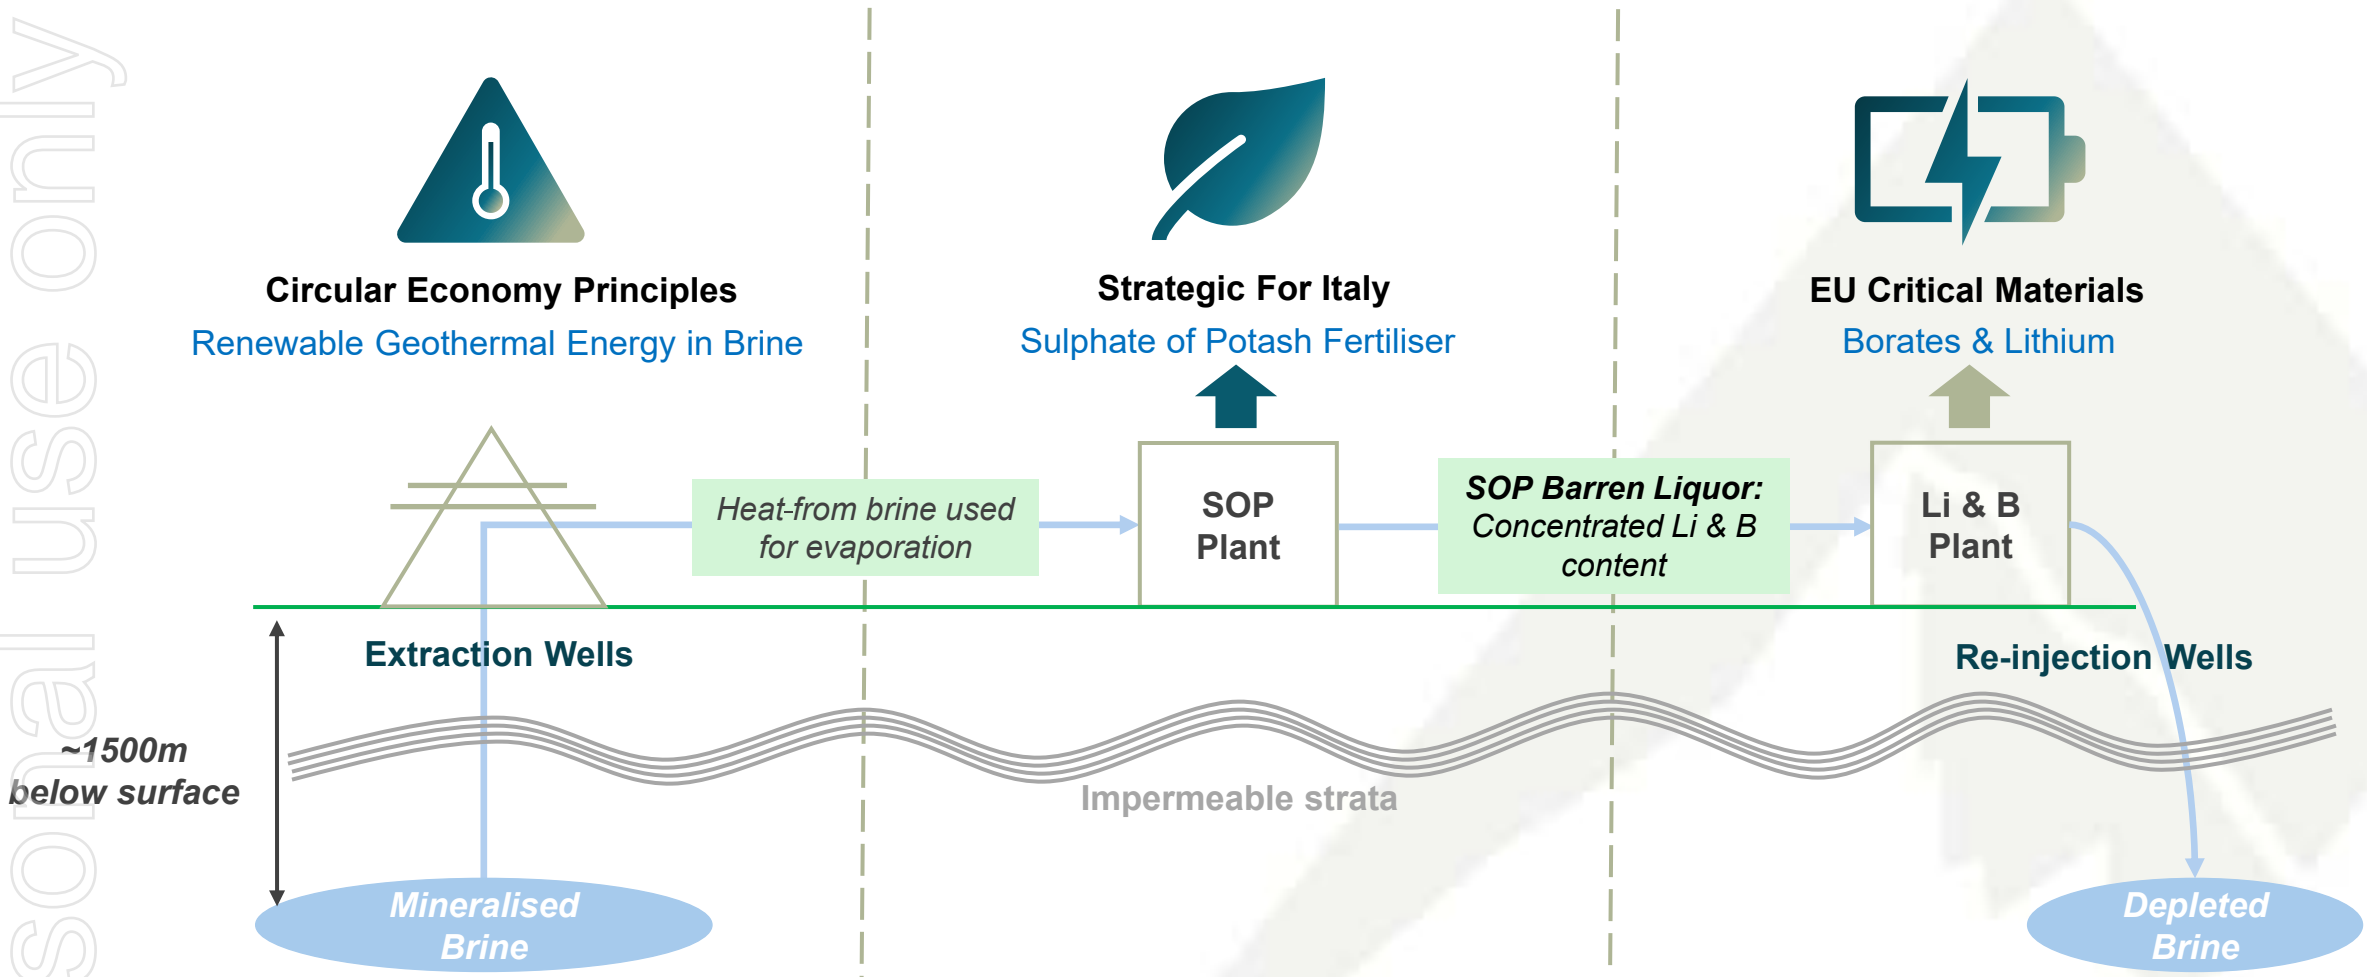 sonal use only
Circular Economy Principles
Renewable Geothermal Energy in Brine
Strategic For Italy
Sulphate of Potash Fertiliser
EU Critical Materials
Borates & Lithium
Heat-from brine used
for evaporation
SOP
Plant
SOP Barren Liquor:
Concentrated Li & B
content
Li & B
Plant
Extraction Wells
Re-injection Wells
~1500m
below surface
Impermeable strata
Mineralised
Brine
Depleted
Brine